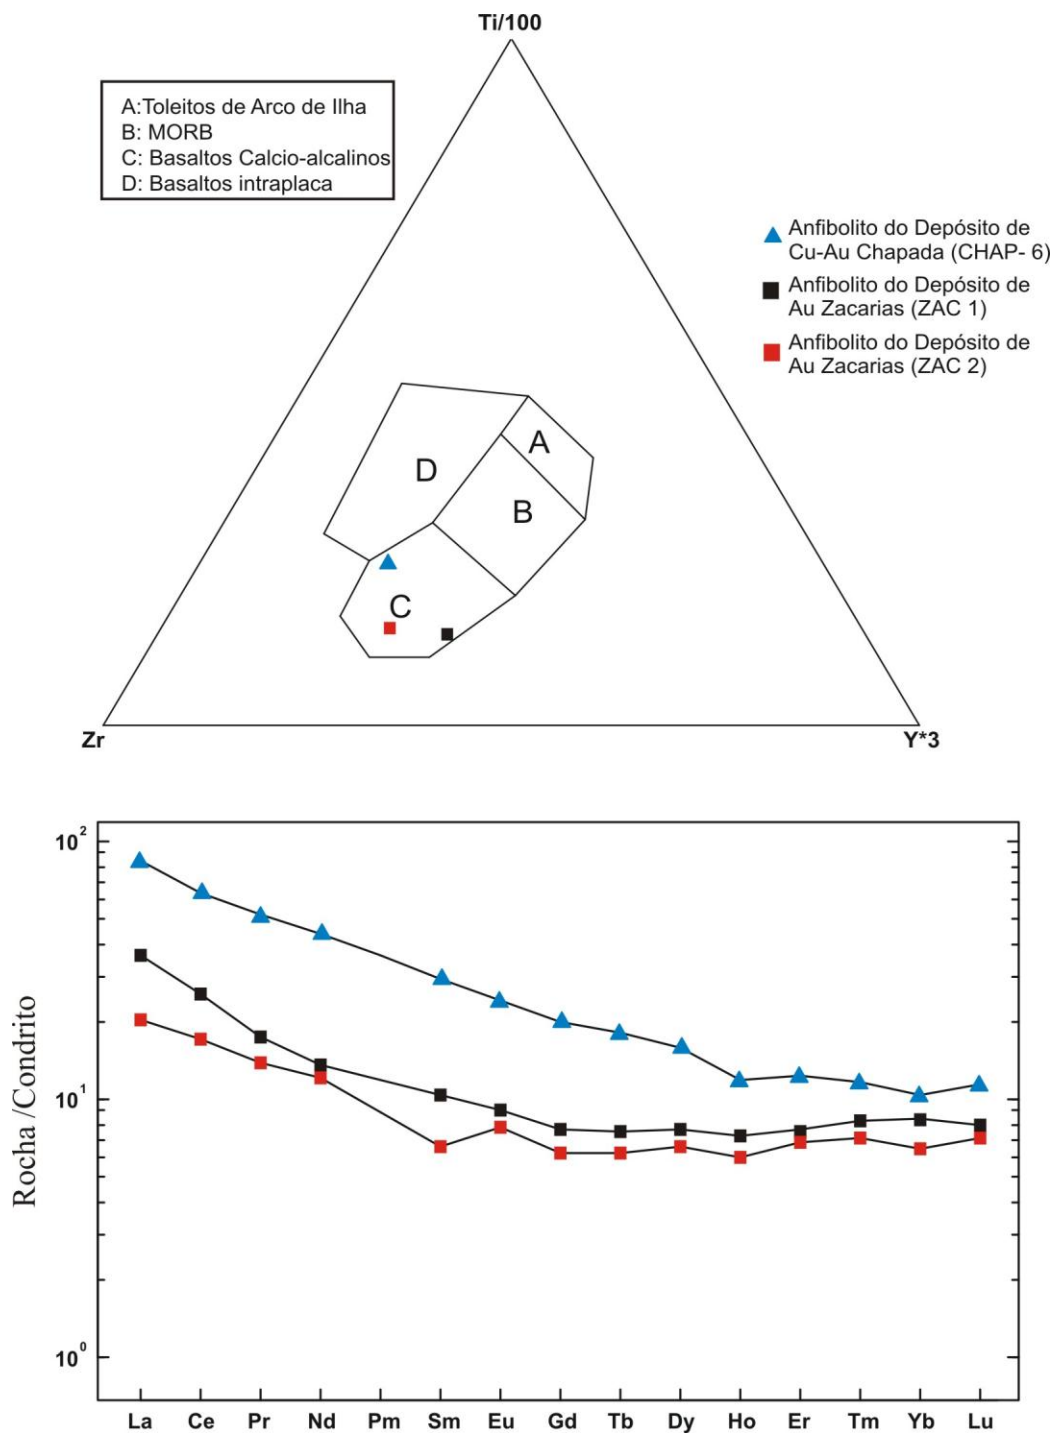 Ti/100
A:Toleitos de Arco de Ilha
B: MORB
C: Basaltos Calcio-alcalinos
D: Basaltos intraplaca
Anfibolito do Depósito de
Cu-Au Chapada (CHAP- 6)
Anfibolito do Depósito de
Au Zacarias (ZAC 1)
Anfibolito do Depósito de
Au Zacarias (ZAC 2)
A
D
B
C
Zr
Y*3
10²
10¹
10⁰
Rocha /Condrito
La Ce Pr Nd Pm Sm Eu Gd Tb Dy Ho Er Tm Yb Lu